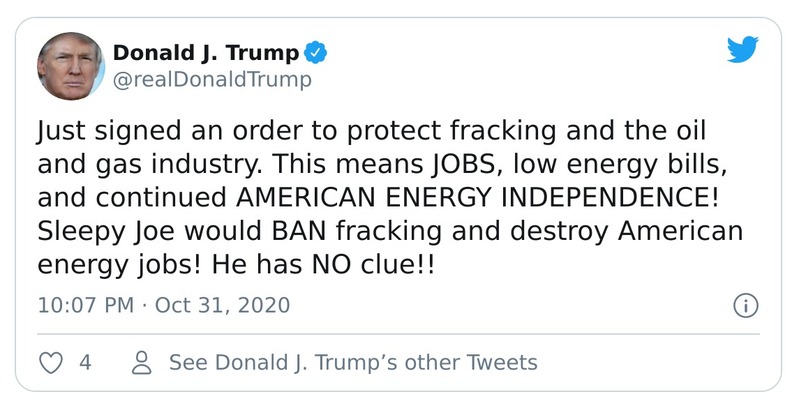 Donald J. Trump
@realDonaldTrump
Just signed an order to protect fracking and the oil
and gas industry. This means JOBS, low energy bills,
and continued AMERICAN ENERGY INDEPENDENCE!
Sleepy Joe would BAN fracking and destroy American
energy jobs! He has NO clue!!
10:07 PM · Oct 31, 2020
4 See Donald J. Trump’s other Tweets